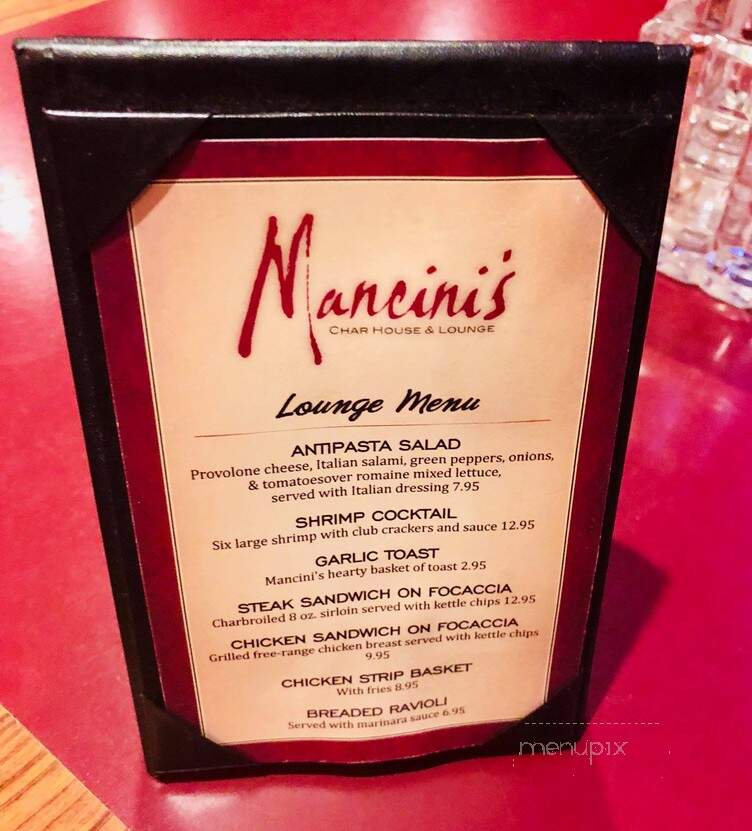 Mancini's
CHAR HOUSE & LOUNGE
Lounge Menu
ANTIPASTA SALAD
Provolone cheese, Italian salami, green peppers, onions,
& tomatoesover romaine mixed lettuce,
served with Italian dressing 7.95
SHRIMP COCKTAIL
Six large shrimp with club crackers and sauce 12.95
GARLIC TOAST
Mancini's hearty basket of toast 2.95
STEAK SANDWICH ON FOCACCIA
Charbroiled 8 oz. sirloin served with kettle chips 12.95
CHICKEN SANDWICH ON FOCACCIA
Grilled free-range chicken breast served with kettle chips
9.95
CHICKEN STRIP BASKET
With fries 8.95
BREADED RAVIOLI
Served with marinara sauce 6.95
menupix